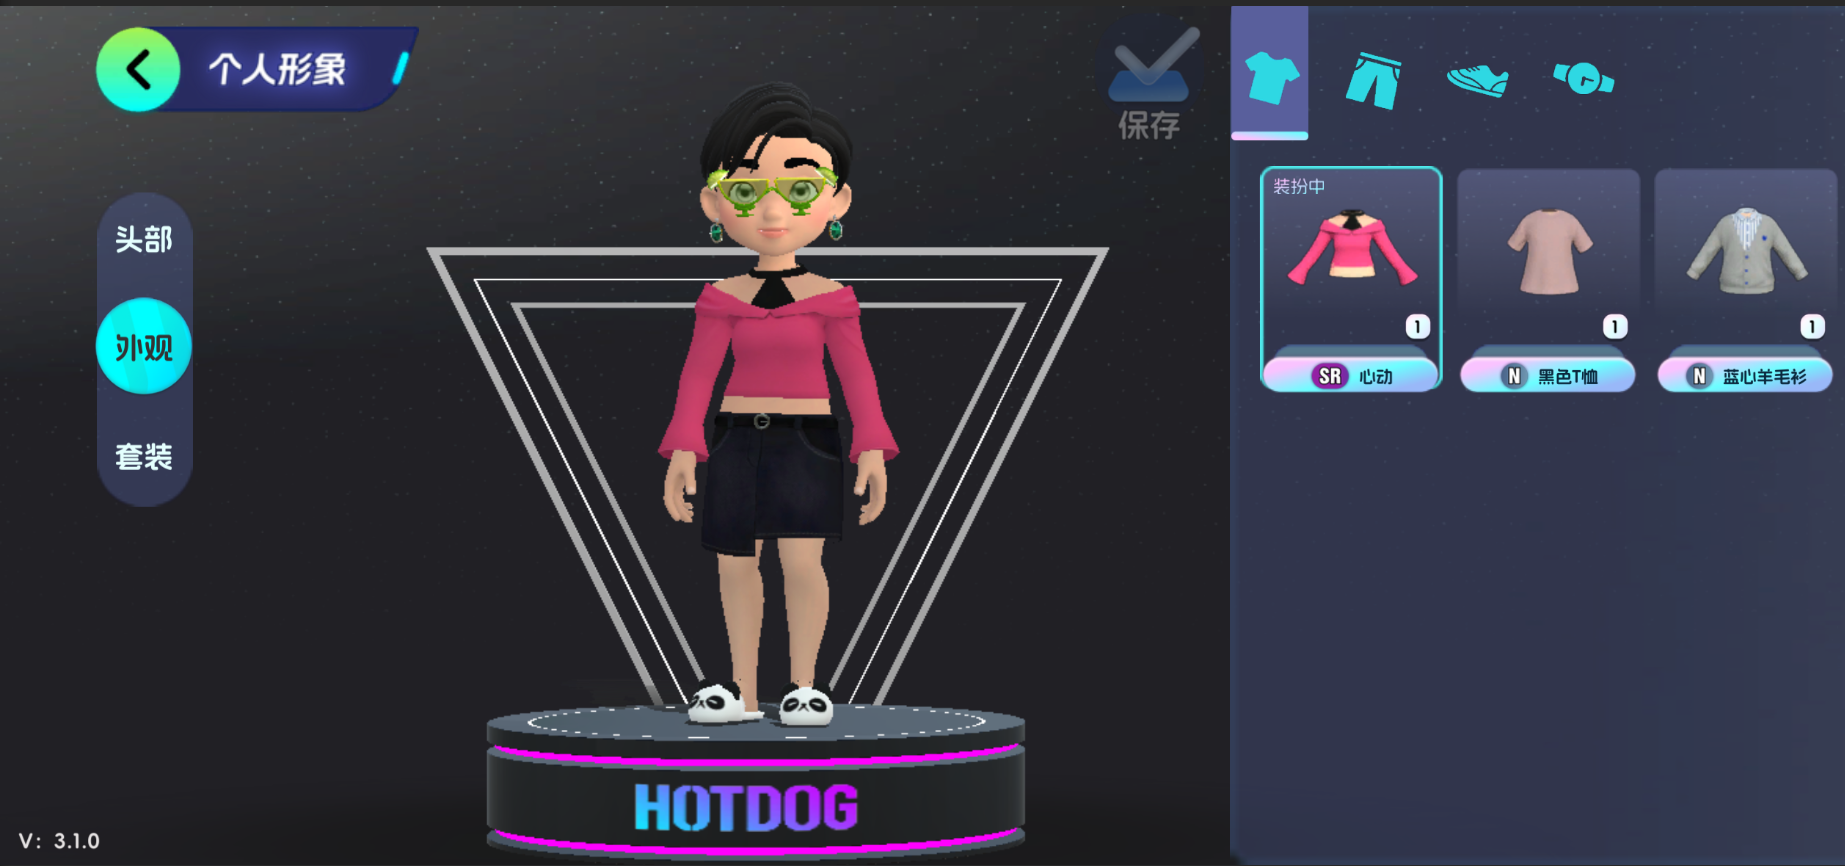 个人形象
保存
头部
外观
套装
装扮中
1
1
1
SR 心动
N 黑色T恤
N 蓝心羊毛衫
HOTDOG
V: 3.1.0